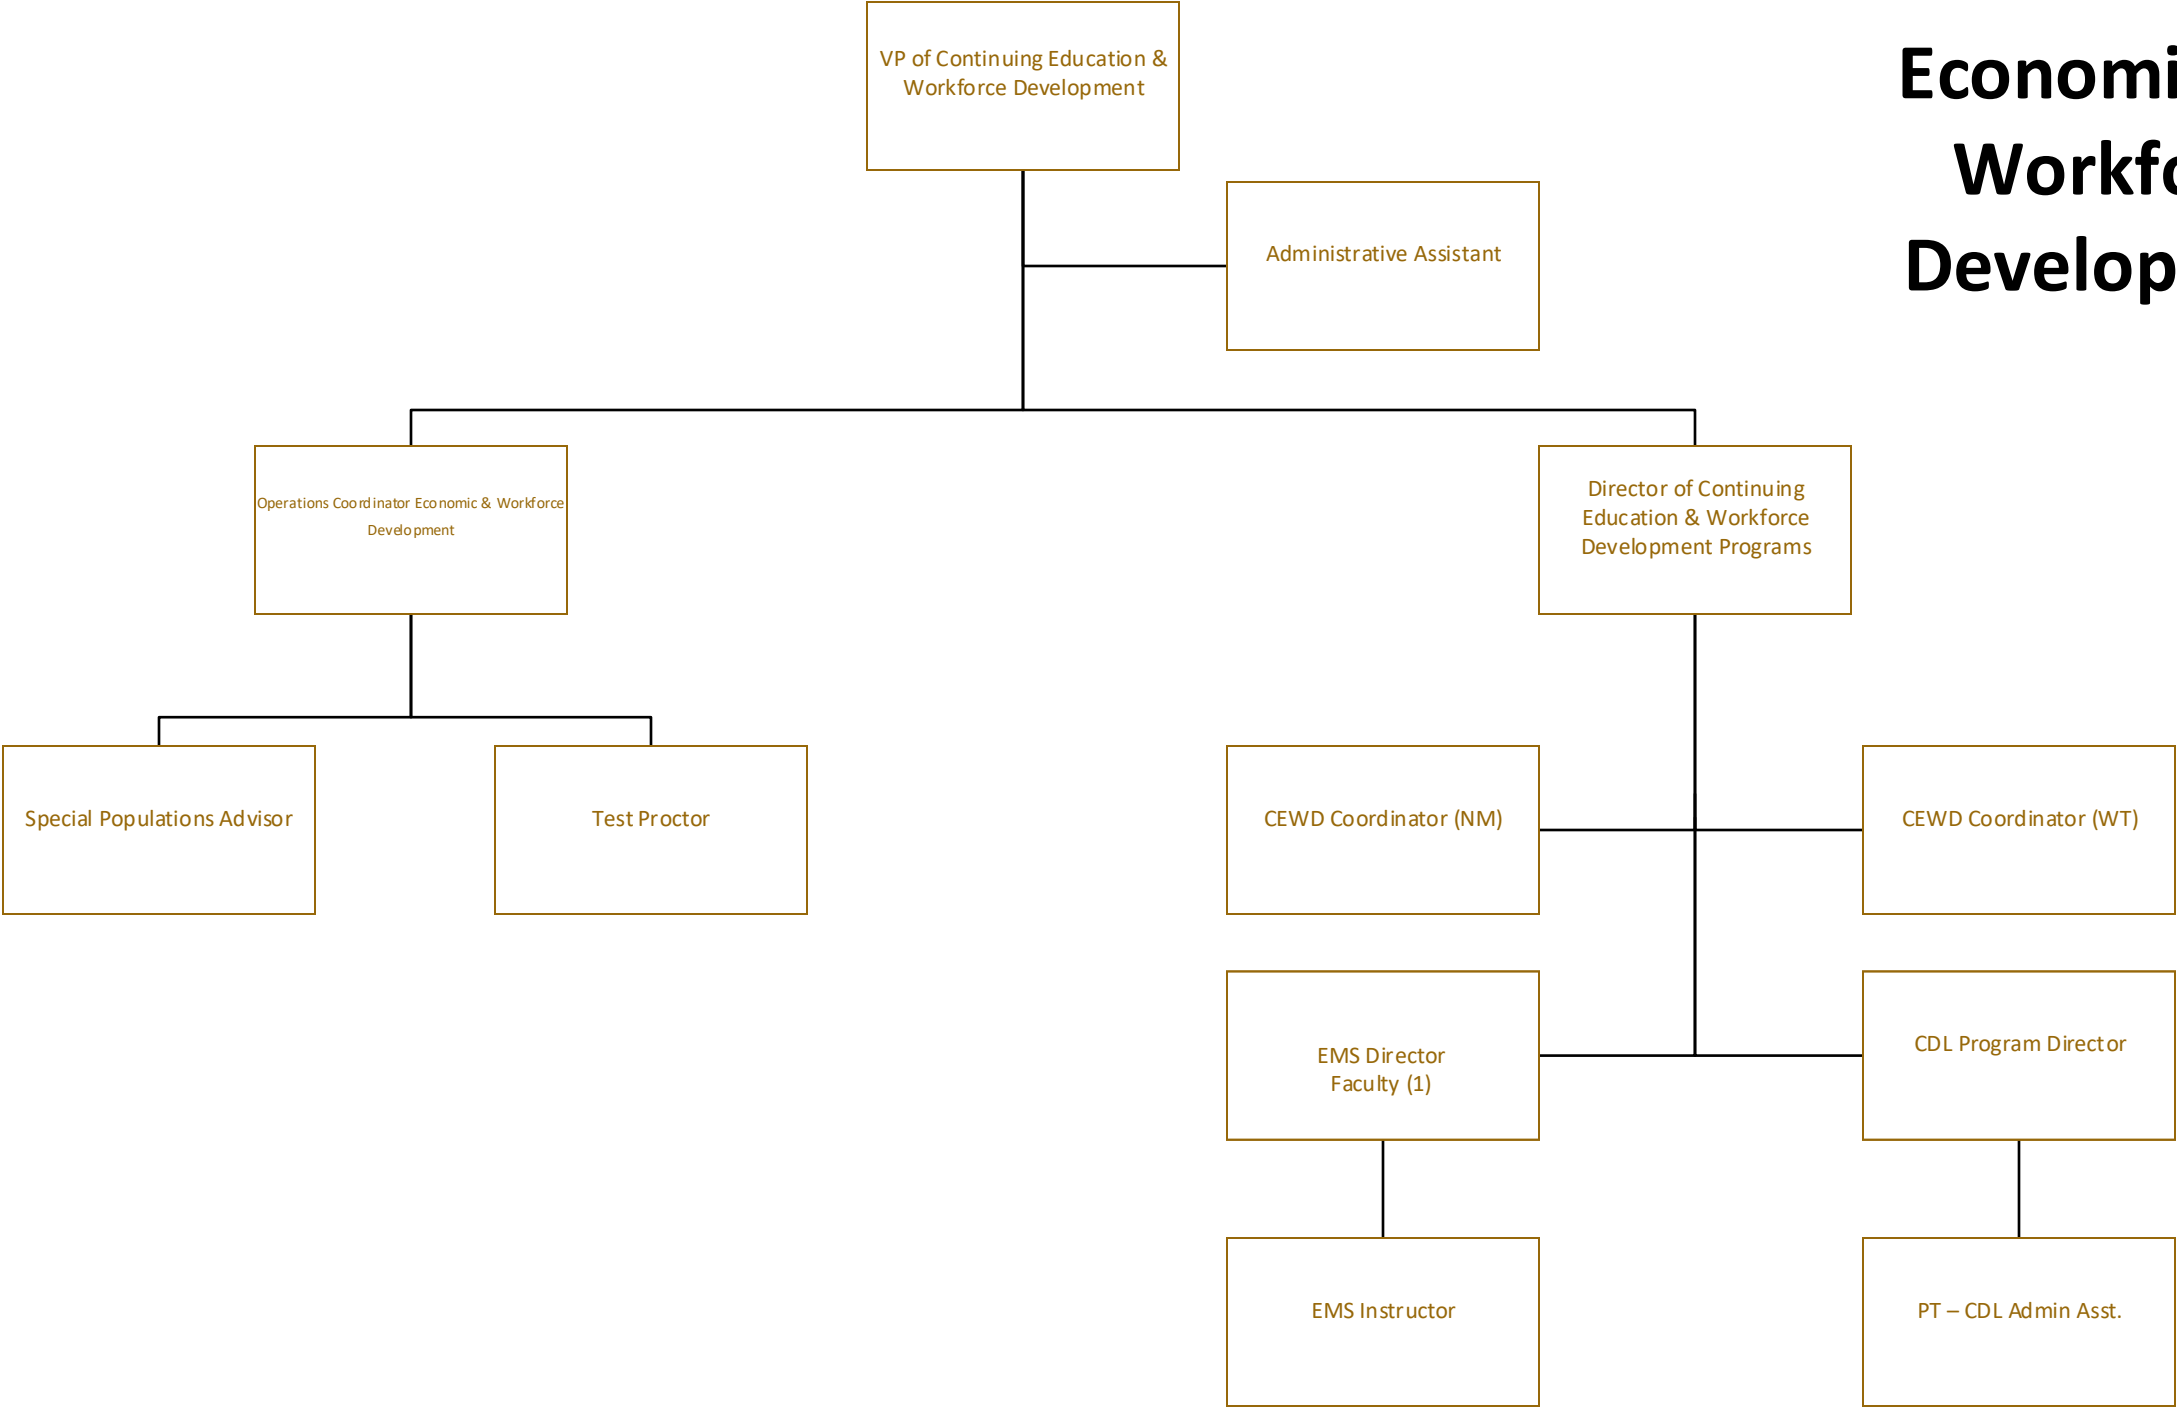 VP of Continuing Education &
Workforce Development
Economi
Workfo
Develop
Administrative Assistant
Operations Coordinator Economic & Workforce
Development
Director of Continuing
Education & Workforce
Development Programs
Special Populations Advisor
Test Proctor
CEWD Coordinator (NM)
CEWD Coordinator (WT)
EMS Director
Faculty (1)
CDL Program Director
EMS Instructor
PT – CDL Admin Asst.